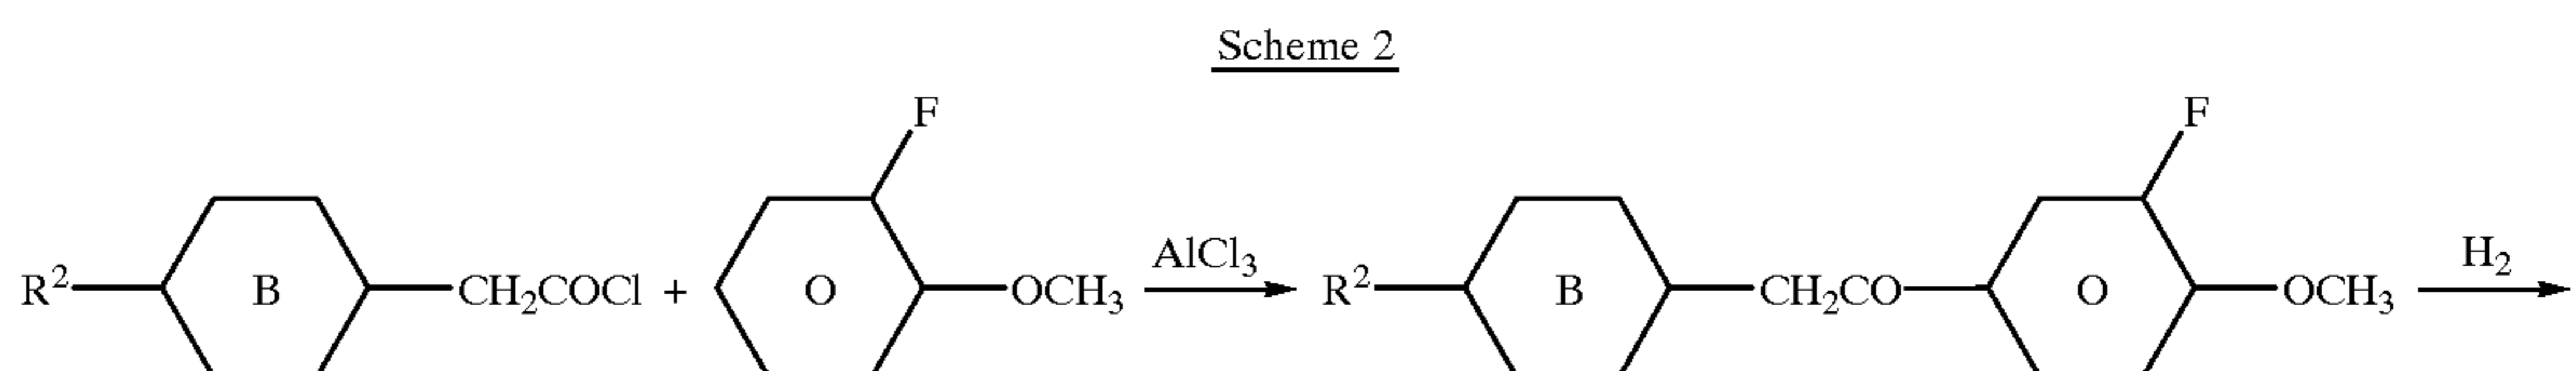 Scheme 2
F F
R² B CH₂COCl + O OCH₃ AlCl₃ R² B CH₂CO O OCH₃ H₂